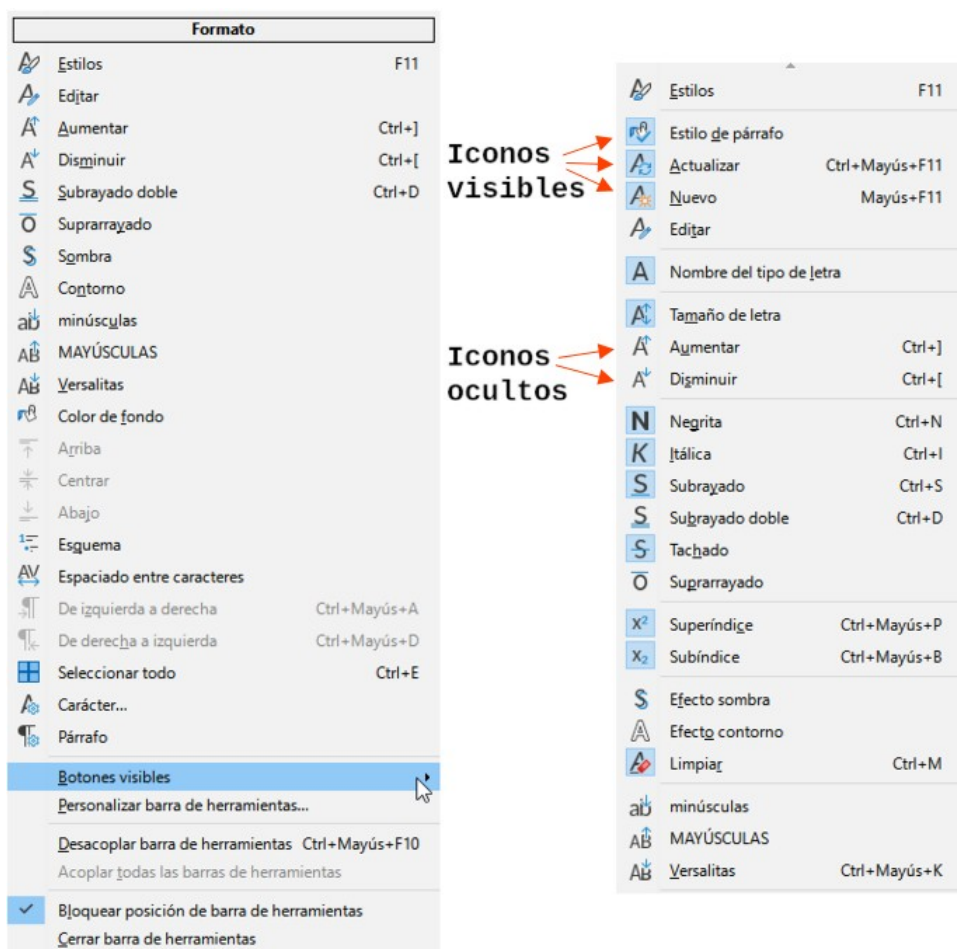 Formato
Estilos F11
Editar
Aumentar Ctrl+]
Disminuir Ctrl+[
Subrayado doble Ctrl+D
Suprarrayado
Sombra
Contorno
minúsculas
MAYÚSCULAS
Versalitas
Color de fondo
Arriba
Centrar
Abajo
Esquema
Espaciado entre caracteres
De izquierda a derecha Ctrl+Mayús+A
De derecha a izquierda Ctrl+Mayús+D
Seleccionar todo Ctrl+E
Carácter...
Párrafo
Botones visibles
Personalizar barra de herramientas...
Desacoplar barra de herramientas Ctrl+Mayús+F10
Acoplar todas las barras de herramientas
Bloquear posición de barra de herramientas
Cerrar barra de herramientas
Iconos
visibles
Iconos
ocultos
Estilos F11
Estilo de párrafo
Actualizar Ctrl+Mayús+F11
Nuevo Mayús+F11
Editar
Nombre del tipo de letra
Tamaño de letra
Aumentar Ctrl+]
Disminuir Ctrl+[
Negrita Ctrl+N
Itálica Ctrl+I
Subrayado Ctrl+S
Subrayado doble Ctrl+D
Tachado
Suprarrayado
Superíndice Ctrl+Mayús+P
Subíndice Ctrl+Mayús+B
Efecto sombra
Efecto contorno
Limpiar Ctrl+M
minúsculas
MAYÚSCULAS
Versalitas Ctrl+Mayús+K